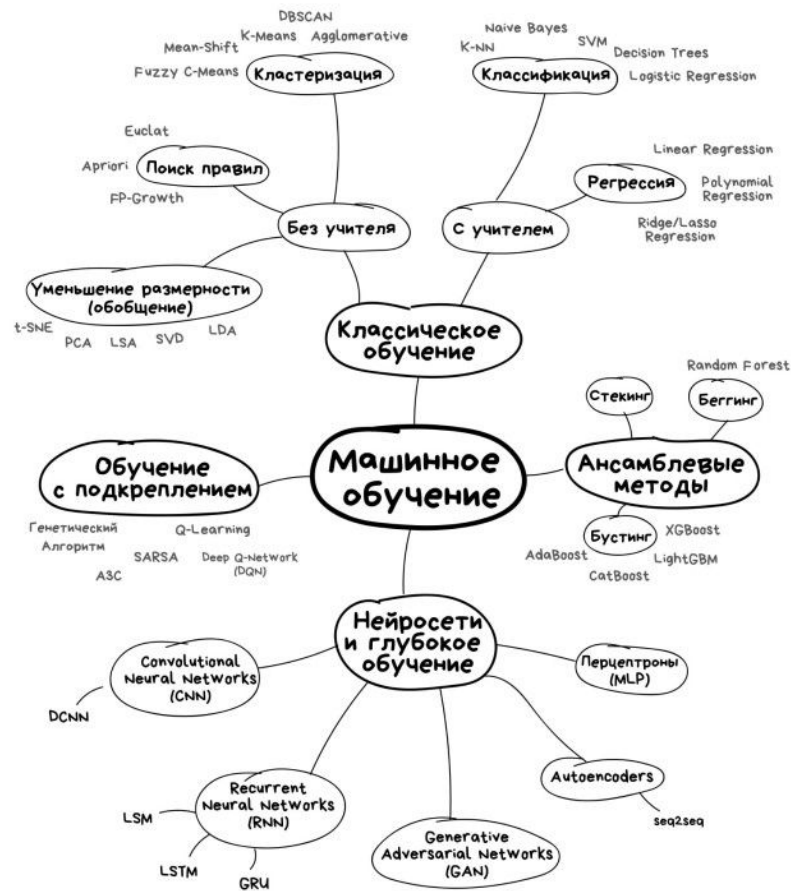 DBSCAN
K-Means
Agglomerative
Mean-Shift
Fuzzy C-Means
Кластеризация
Naive Bayes
K-NN
SVM
Decision Trees
Logistic Regression
Классификация
Euclat
Apriori
Поиск правил
FP-Growth
Linear Regression
Регрессия
Polynomial
Regression
Ridge/Lasso
Regression
Без учителя
С учителем
Уменьшение размерности
(обобщение)
t-SNE
PCA
LSA
SVD
LDA
Классическое
обучение
Random Forest
Стекинг
Беггинг
Машинное
обучение
Обучение
с подкреплением
Ансамблевые
методы
Генетический
Алгоритм
Q-Learning
SARSA
Deep Q-Network
(DQN)
A3C
Бустинг
XGBoost
AdaBoost
LightGBM
CatBoost
Нейросети
и глубокое
обучение
Convolutional
Neural Networks
(CNN)
DCNN
Перцептроны
(MLP)
Autoencoders
seq2seq
Recurrent
Neural Networks
(RNN)
LSM
LSTM
GRU
Generative
Adversarial Networks
(GAN)